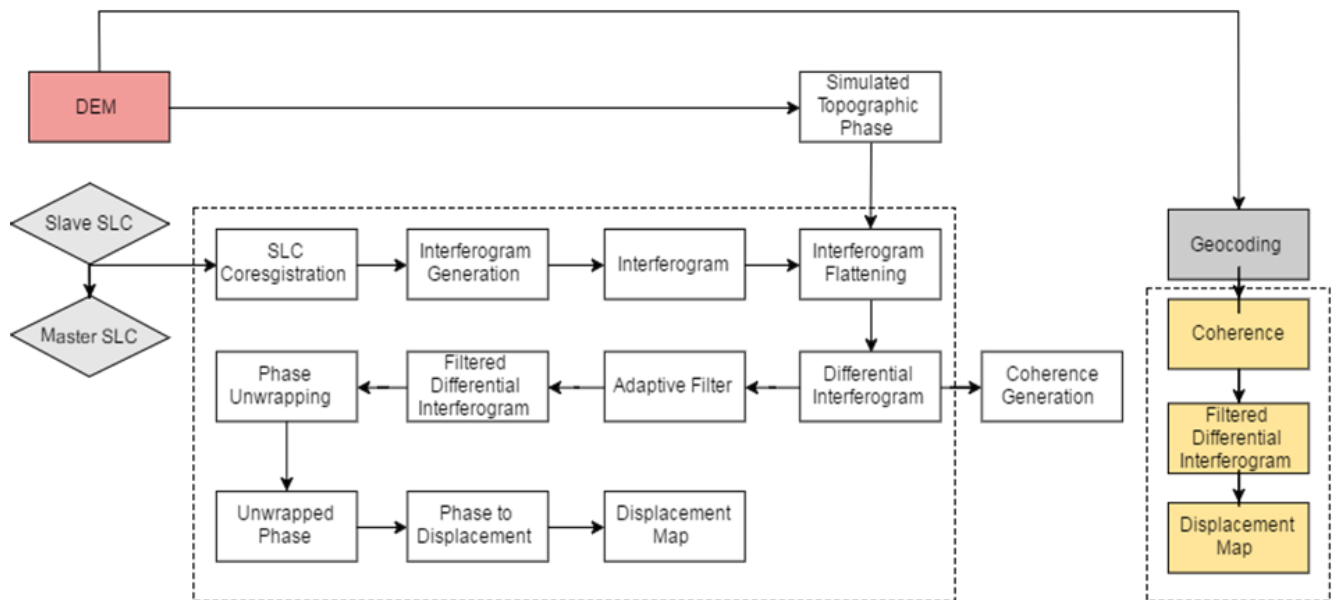 DEM
Simulated
Topographic
Phase
Slave SLC
Master SLC
SLC
Coresgistration
Interferogram
Generation
Interferogram
Interferogram
Flattening
Geocoding
Coherence
Phase
Unwrapping
Filtered
Differential
Interferogram
Adaptive Filter
Differential
Interferogram
Coherence
Generation
Filtered
Differential
Interferogram
Unwrapped
Phase
Phase to
Displacement
Displacement
Map
Displacement
Map